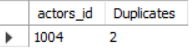 actors_id Duplicates
1004 2